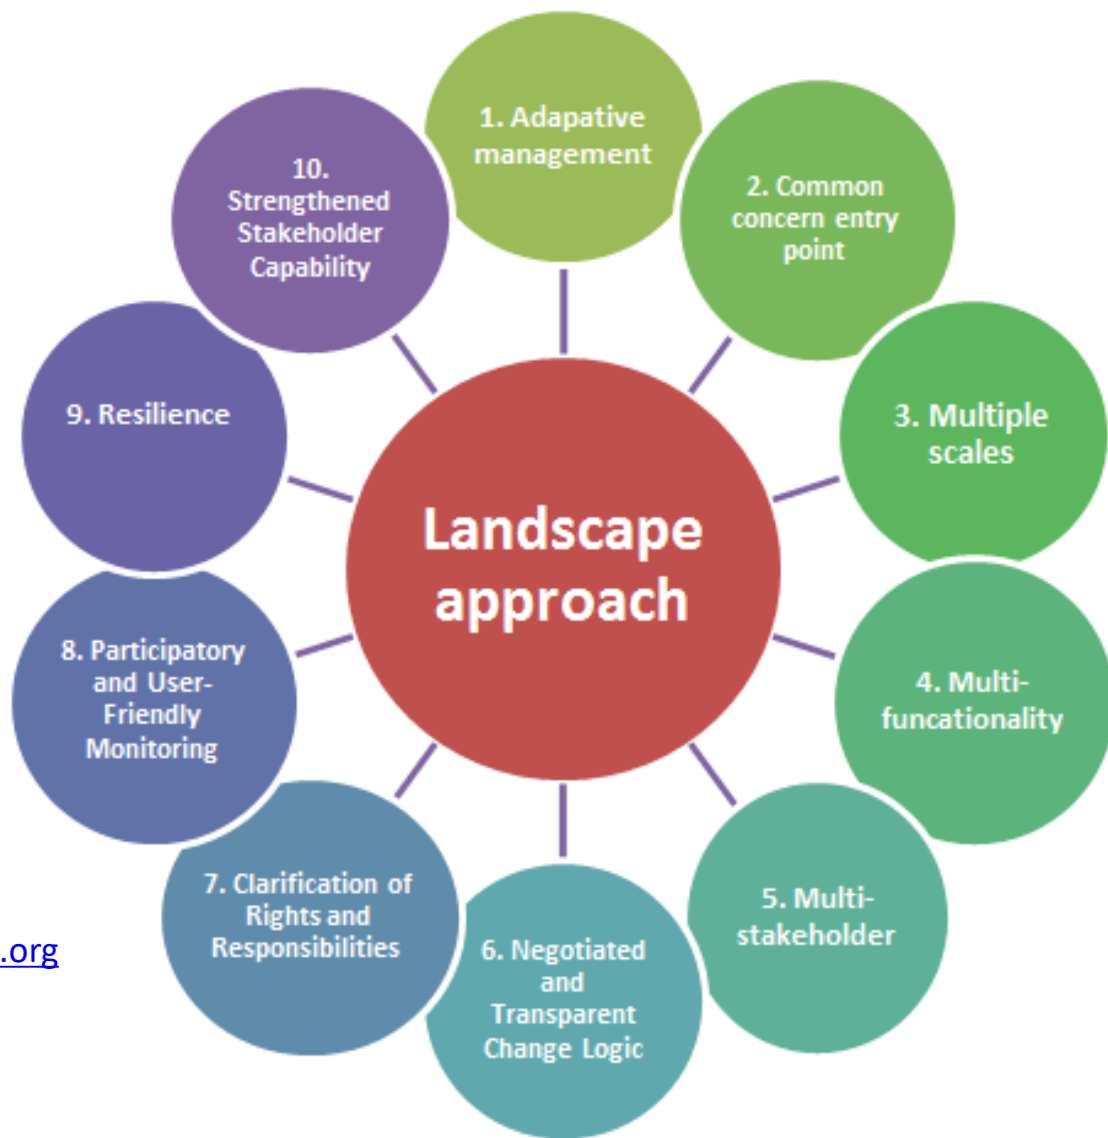 1. Adapative
management
2. Common
concern entry
point
3. Multiple
scales
4. Multi-
funcationality
5. Multi-
stakeholder
6. Negotiated
and
Transparent
Change Logic
7. Clarification of
Rights and
Responsibilities
8. Participatory
and User-
Friendly
Monitoring
9. Resilience
10.
Strengthened
Stakeholder
Capability
Landscape
approach
.org